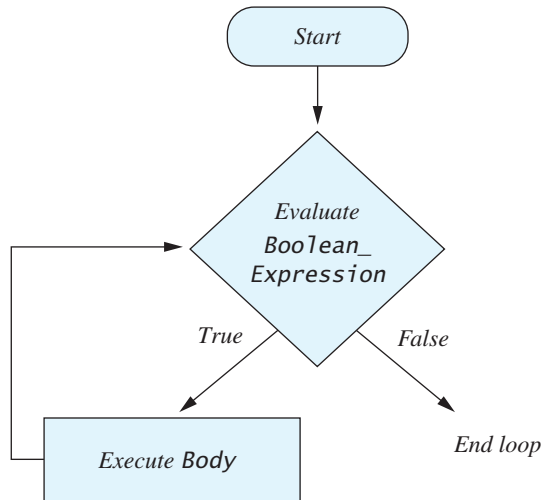 Start
Evaluate
Boolean_
Expression
True
False
Execute Body
End loop